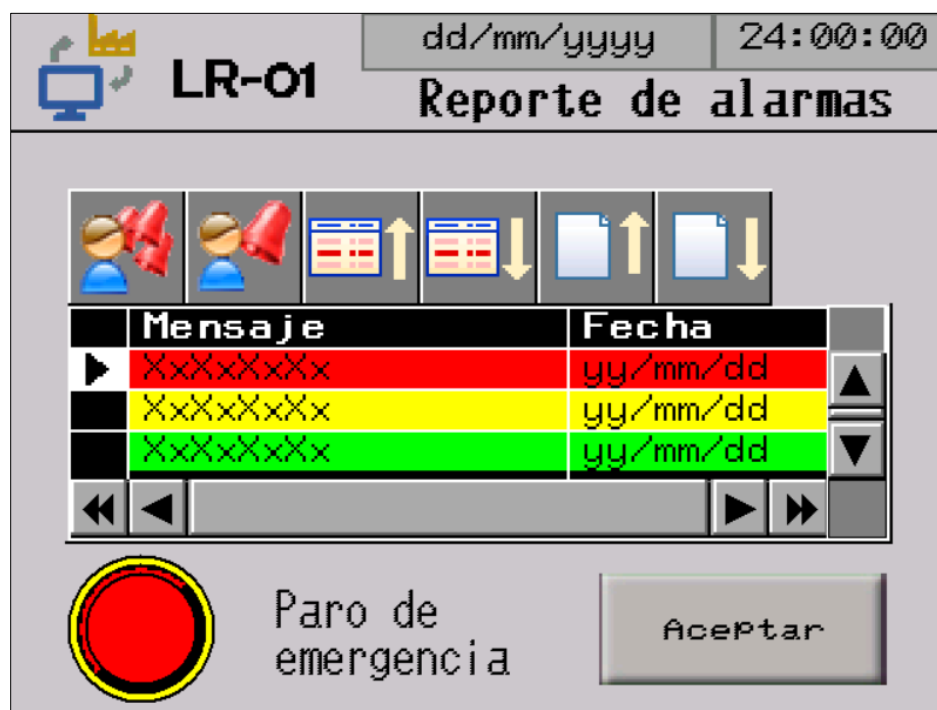 dd/mm/yyyy 24:00:00
LR-01
Reporte de alarmas
Mensaje Fecha
XxXxXxXx yy/mm/dd
XxXxXxXx yy/mm/dd
XxXxXxXx yy/mm/dd
Paro de
emergencia
Aceptar